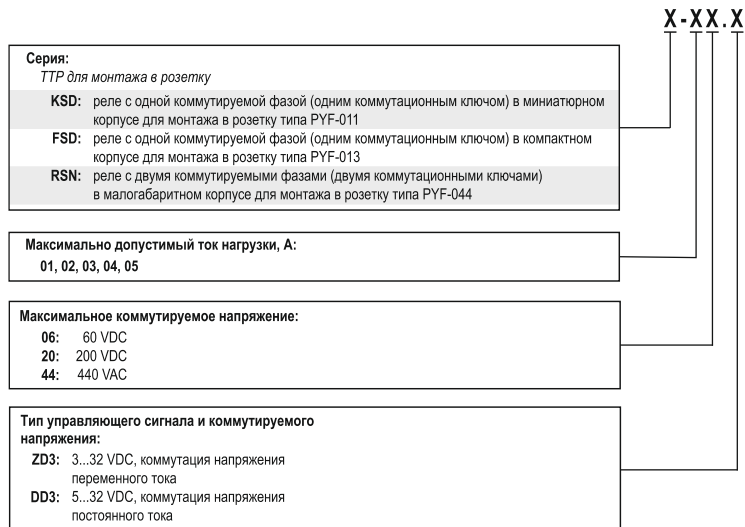 X-XX.X
Серия:
ТТР для монтажа в розетку
KSD: реле с одной коммутируемой фазой (одним коммутационным ключом) в миниатюрном
корпусе для монтажа в розетку типа PYF-011
FSD: реле с одной коммутируемой фазой (одним коммутационным ключом) в компактном
корпусе для монтажа в розетку типа PYF-013
RSN: реле с двумя коммутируемыми фазами (двумя коммутационными ключами)
в малогабаритном корпусе для монтажа в розетку типа PYF-044
Максимально допустимый ток нагрузки, А:
01, 02, 03, 04, 05
Максимальное коммутируемое напряжение:
06: 60 VDC
20: 200 VDC
44: 440 VAC
Тип управляющего сигнала и коммутируемого
напряжения:
ZD3: 3...32 VDC, коммутация напряжения
переменного тока
DD3: 5...32 VDC, коммутация напряжения
постоянного тока